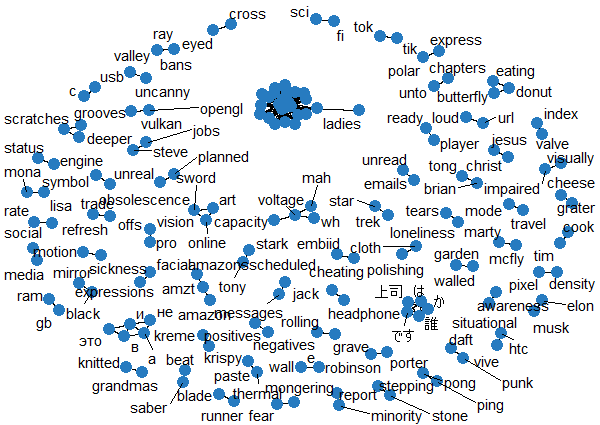 cross
sci
fi
tok
ray
eyed
tik
express
valley
bans
polar
chapters
eating
usb
c
uncanny
unto
butterfly
donut
grooves
opengl
scratches
vulkan
ladies
ready
loud
url
index
deeper
jobs
player
jesus
valve
status
engine
steve
planned
unread
tong
christ
visually
mona
symbol
unreal
sword
mah
emails
brian
impaired
cheese
lisa
obsolescence
art
voltage
star
grater
rate
trade
vision
capacity
wh
trek
tears
mode
travel
social
refresh
offs
online
loneliness
marty
cook
motion
pro
stark
embiid
cloth
garden
mcfly
tim
media
mirror
sickness
facial
amazones
scheduled
polishing
walled
density
ram
expressions
amzt
tony
cheating
上司
は
か
pixel
black
awareness
elon
gb
и
не
amazon
messages
jack
headphone
誰
musk
это
kreme
positives
rolling
です
situational
в
а
krispy
negatives
grave
daft
htc
knitted
beat
paste
wall
e
robinson
porter
vive
grandmas
blade
thermal
mongering
report
stepping
pong
punk
saber
runner
fear
minority
stone
ping